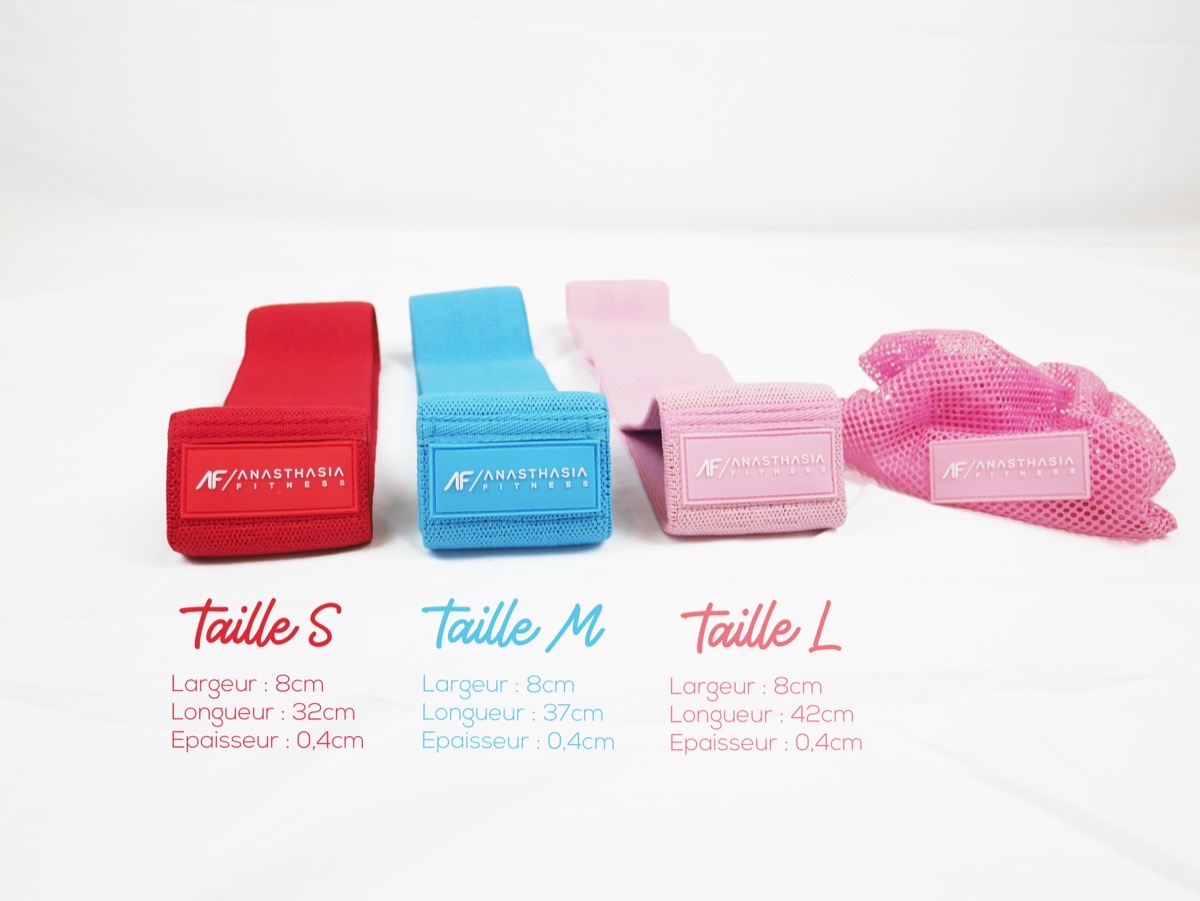 AF/ANASTHASIA
FITNESS
AF/ANASTHASIA
FITNESS
AF/ANASTHASIA
FITNESS
AF/ANASTHASIA
FITNESS
Taille S
Largeur : 8cm
Longueur : 32cm
Epaisseur : 0,4cm
Taille M
Largeur : 8cm
Longueur : 37cm
Epaisseur : 0,4cm
Taille L
Largeur : 8cm
Longueur : 42cm
Epaisseur : 0,4cm